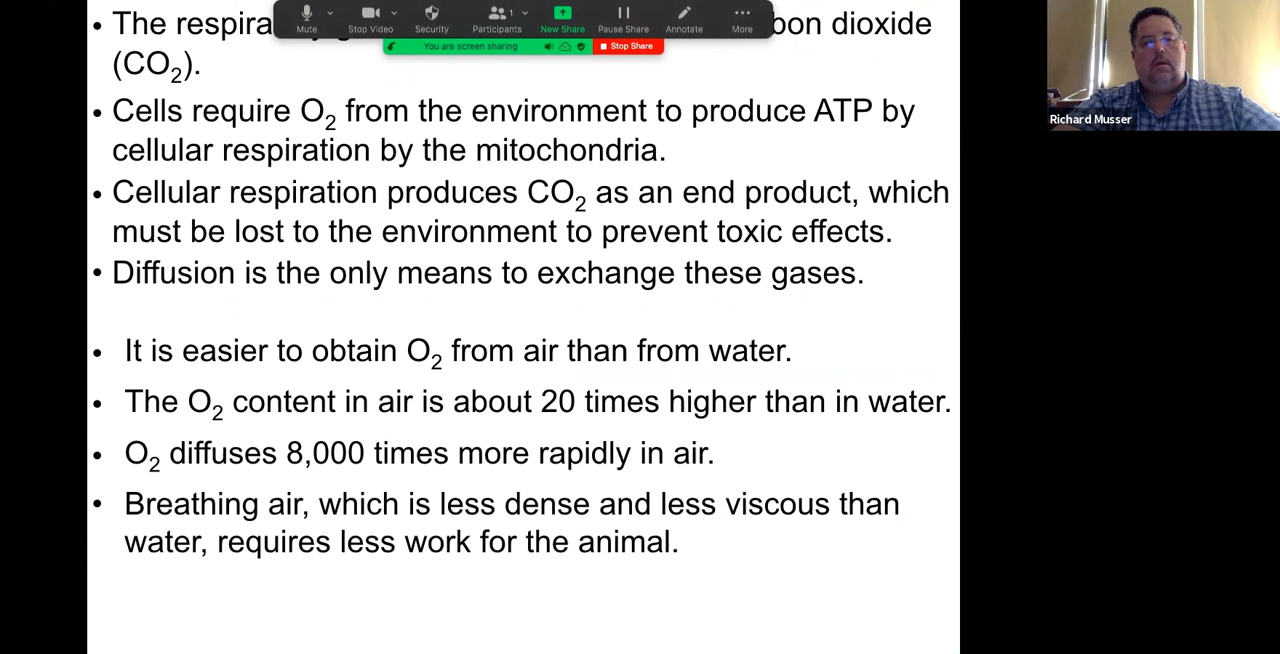 Mute
Stop Video
Security
Participants
1
New Share
Pause Share
Annotate
More
You are screen sharing
Stop Share
Richard Musser
• The respira bon dioxide
(CO2).
• Cells require O2 from the environment to produce ATP by
cellular respiration by the mitochondria.
• Cellular respiration produces CO2 as an end product, which
must be lost to the environment to prevent toxic effects.
• Diffusion is the only means to exchange these gases.
• It is easier to obtain O2 from air than from water.
• The O2 content in air is about 20 times higher than in water.
• O2 diffuses 8,000 times more rapidly in air.
• Breathing air, which is less dense and less viscous than
water, requires less work for the animal.